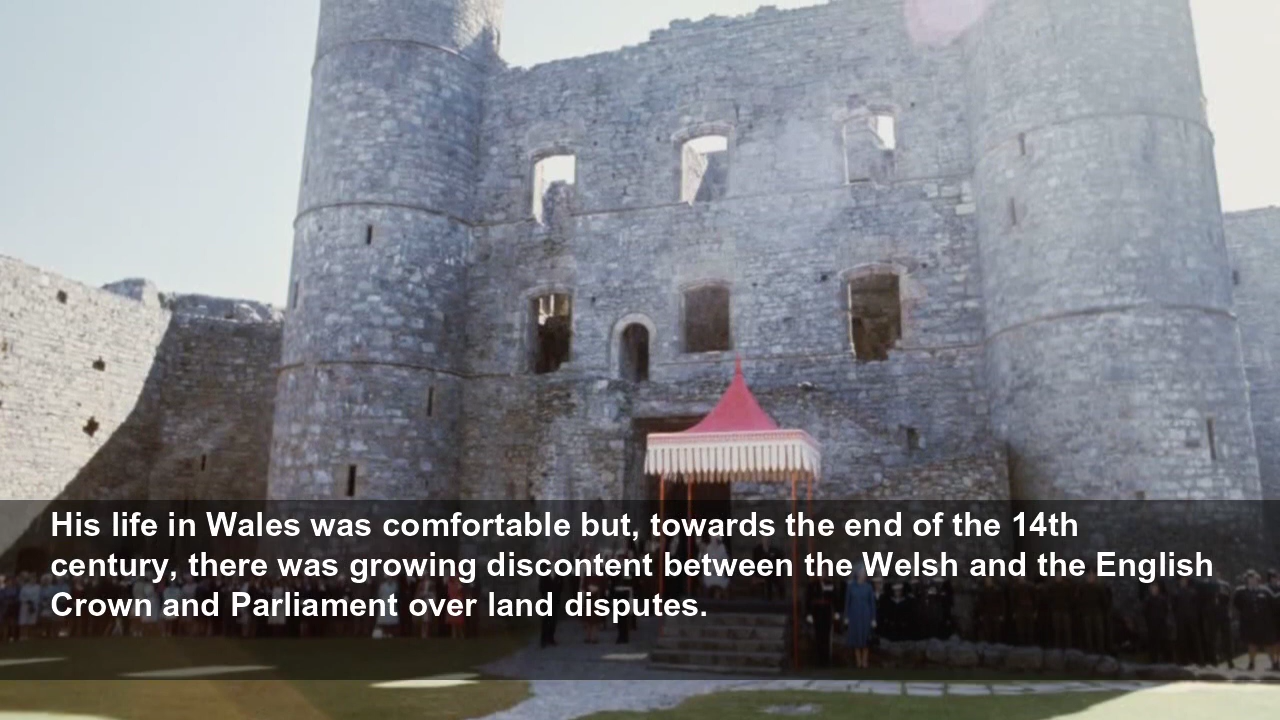 His life in Wales was comfortable but, towards the end of the 14th
century, there was growing discontent between the Welsh and the English
Crown and Parliament over land disputes.